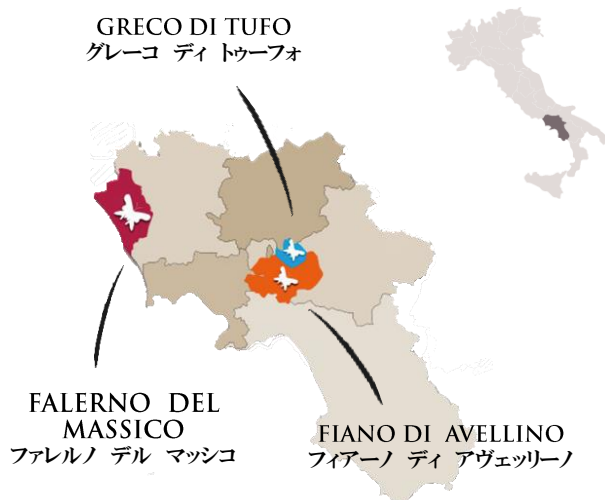 GRECO DI TUFO
グレーコ ディ トゥーフォ
FALERNO DEL
MASSICO
ファレルノ デル マッシコ
FIANO DI AVELLINO
フィアーノ ディ アヴェッリーノ